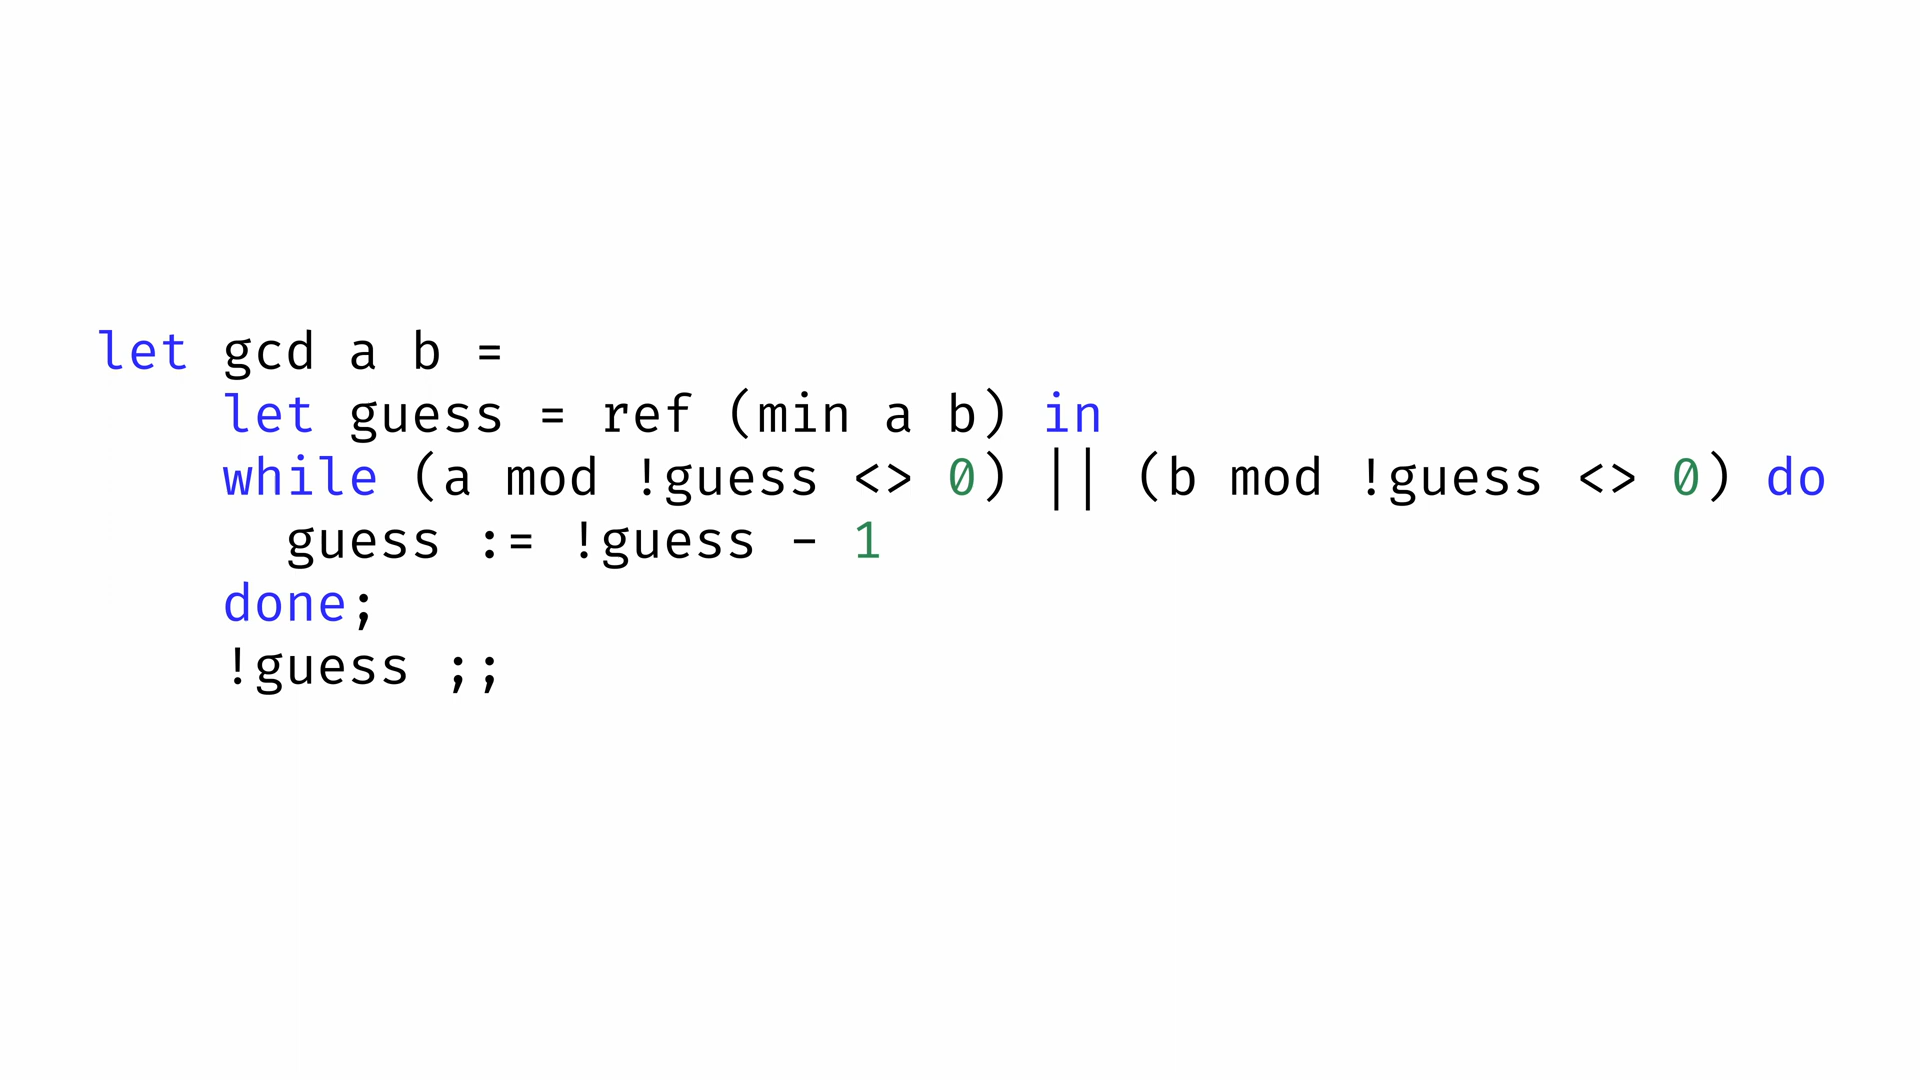 let gcd a b =
    let guess = ref (min a b) in
    while (a mod !guess <> 0) || (b mod !guess <> 0) do
      guess := !guess - 1
    done;
    !guess ;;